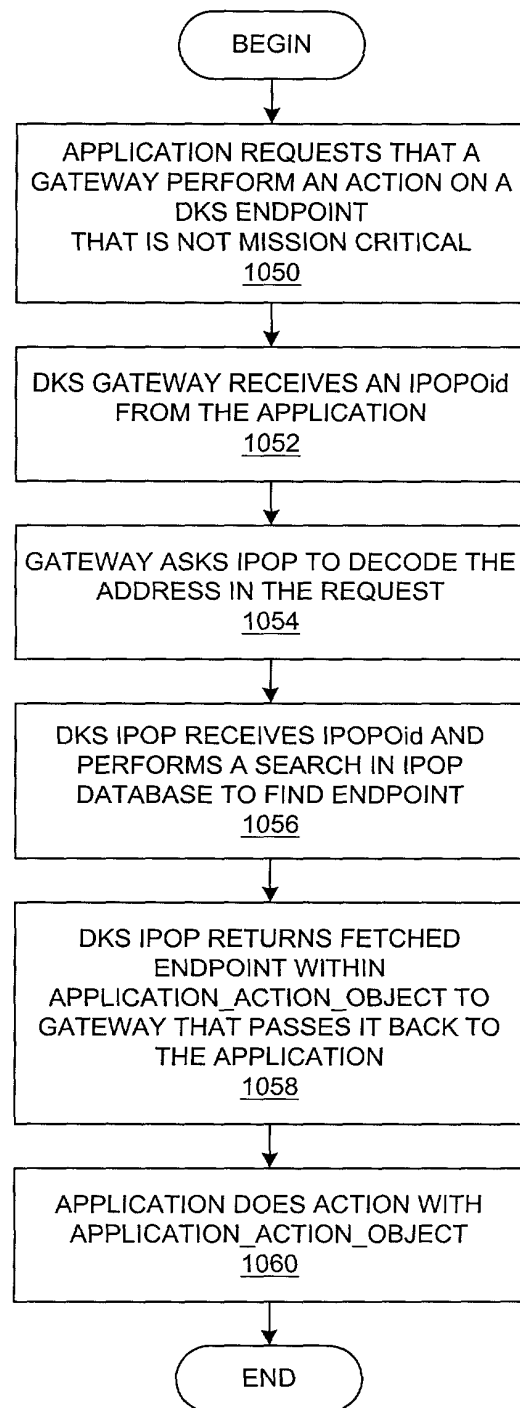 BEGIN
APPLICATION REQUESTS THAT A
GATEWAY PERFORM AN ACTION ON A
DKS ENDPOINT
THAT IS NOT MISSION CRITICAL
1050
DKS GATEWAY RECEIVES AN IPOPOid
FROM THE APPLICATION
1052
GATEWAY ASKS IPOP TO DECODE THE
ADDRESS IN THE REQUEST
1054
DKS IPOP RECEIVES IPOPOid AND
PERFORMS A SEARCH IN IPOP
DATABASE TO FIND ENDPOINT
1056
DKS IPOP RETURNS FETCHED
ENDPOINT WITHIN
APPLICATION_ACTION_OBJECT TO
GATEWAY THAT PASSES IT BACK TO
THE APPLICATION
1058
APPLICATION DOES ACTION WITH
APPLICATION_ACTION_OBJECT
1060
END